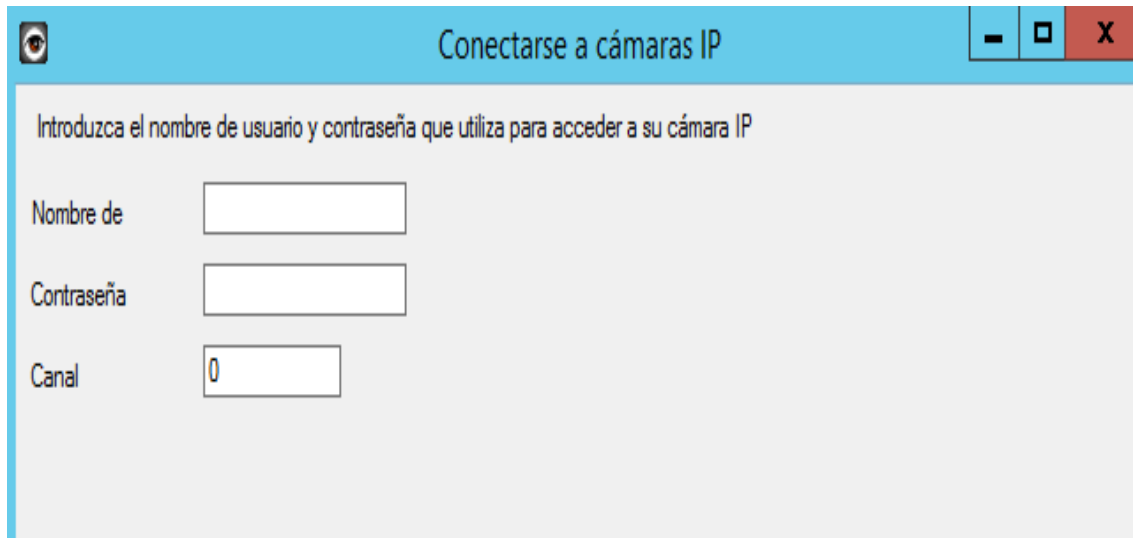 Conectarse a cámaras IP
Introduzca el nombre de usuario y contraseña que utiliza para acceder a su cámara IP
Nombre de
Contraseña
Canal 0